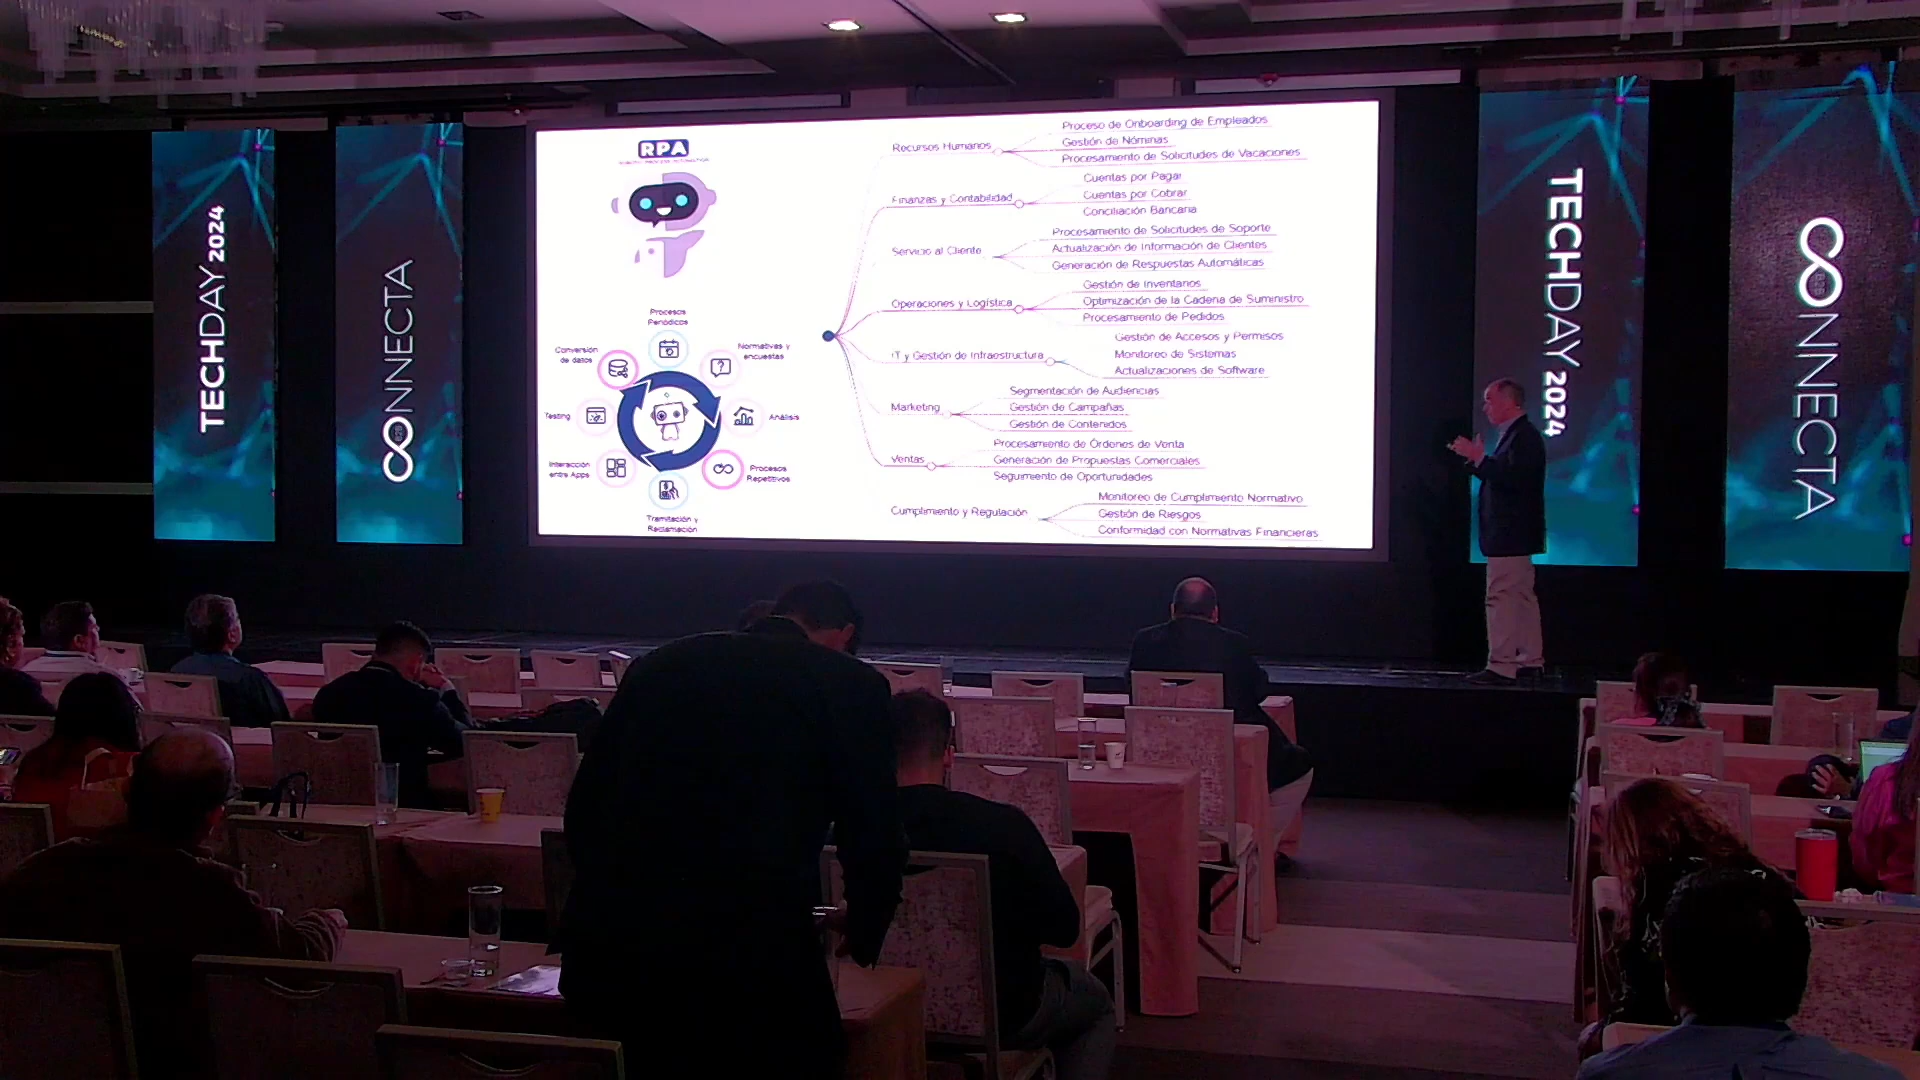 TECHDAY 2024
CONNECTA
B2B
RPA
ROBOTIC PROCESS AUTOMATION
Procesos
Periódicos
Conversión
de datos
Normativas y
encuestas
Testing
Análisis
Interacción
entre Apps
Procesos
Repetitivos
Tramitación y
Reclamación
Recursos Humanos
Proceso de Onboarding de Empleados
Gestión de Nóminas
Procesamiento de Solicitudes de Vacaciones
Finanzas y Contabilidad
Cuentas por Pagar
Cuentas por Cobrar
Conciliación Bancaria
Servicio al Cliente
Procesamiento de Solicitudes de Soporte
Actualización de Información de Clientes
Generación de Respuestas Automáticas
Operaciones y Logística
Gestión de Inventarios
Optimización de la Cadena de Suministro
Procesamiento de Pedidos
IT y Gestión de Infraestructura
Gestión de Accesos y Permisos
Monitoreo de Sistemas
Actualizaciones de Software
Marketing
Segmentación de Audiencias
Gestión de Campañas
Gestión de Contenidos
Ventas
Procesamiento de Órdenes de Venta
Generación de Propuestas Comerciales
Seguimiento de Oportunidades
Cumplimiento y Regulación
Monitoreo de Cumplimiento Normativo
Gestión de Riesgos
Conformidad con Normativas Financieras
TECHDAY 2024
CONNECTA
B2B